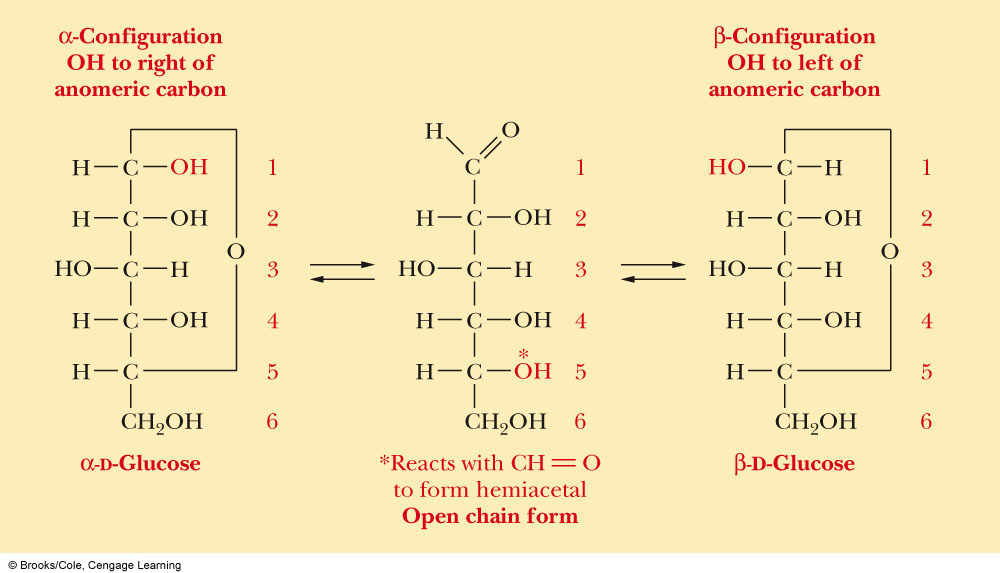 α-Configuration
OH to right of
anomeric carbon
H—C—OH 1
H—C—OH 2
HO—C—H 3
O
H—C—OH 4
H—C 5
CH₂OH 6
α-D-Glucose
H O
C 1
H—C—OH 2
HO—C—H 3
H—C—OH 4
*
H—C—OH 5
CH₂OH 6
*Reacts with CH=O
to form hemiacetal
Open chain form
β-Configuration
OH to left of
anomeric carbon
HO—C—H 1
H—C—OH 2
HO—C—H 3
O
H—C—OH 4
H—C 5
CH₂OH 6
β-D-Glucose
© Brooks/Cole, Cengage Learning